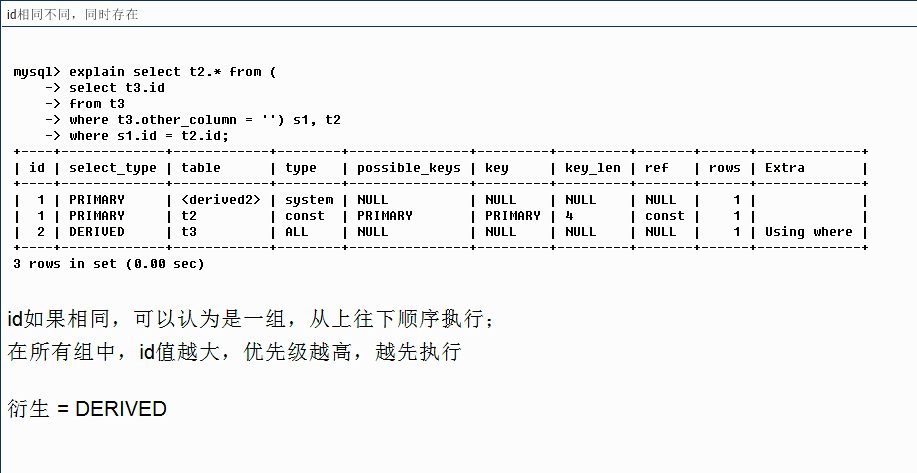 id相同不同，同时存在
mysql> explain select t2.* from (
    -> select t3.id
    -> from t3
    -> where t3.other_column = '') s1, t2
    -> where s1.id = t2.id;
+----+-------------+------------+--------+---------------+---------+---------+-------+------+-------------+
| id | select_type | table      | type   | possible_keys | key     | key_len | ref   | rows | Extra       |
+----+-------------+------------+--------+---------------+---------+---------+-------+------+-------------+
|  1 | PRIMARY     | <derived2> | system | NULL          | NULL    | NULL    | NULL  |    1 |             |
|  1 | PRIMARY     | t2         | const  | PRIMARY       | PRIMARY | 4       | const |    1 |             |
|  2 | DERIVED     | t3         | ALL    | NULL          | NULL    | NULL    | NULL  |    1 | Using where |
+----+-------------+------------+--------+---------------+---------+---------+-------+------+-------------+
3 rows in set (0.00 sec)
id如果相同，可以认为是一组，从上往下顺序执行；
在所有组中，id值越大，优先级越高，越先执行
衍生 = DERIVED